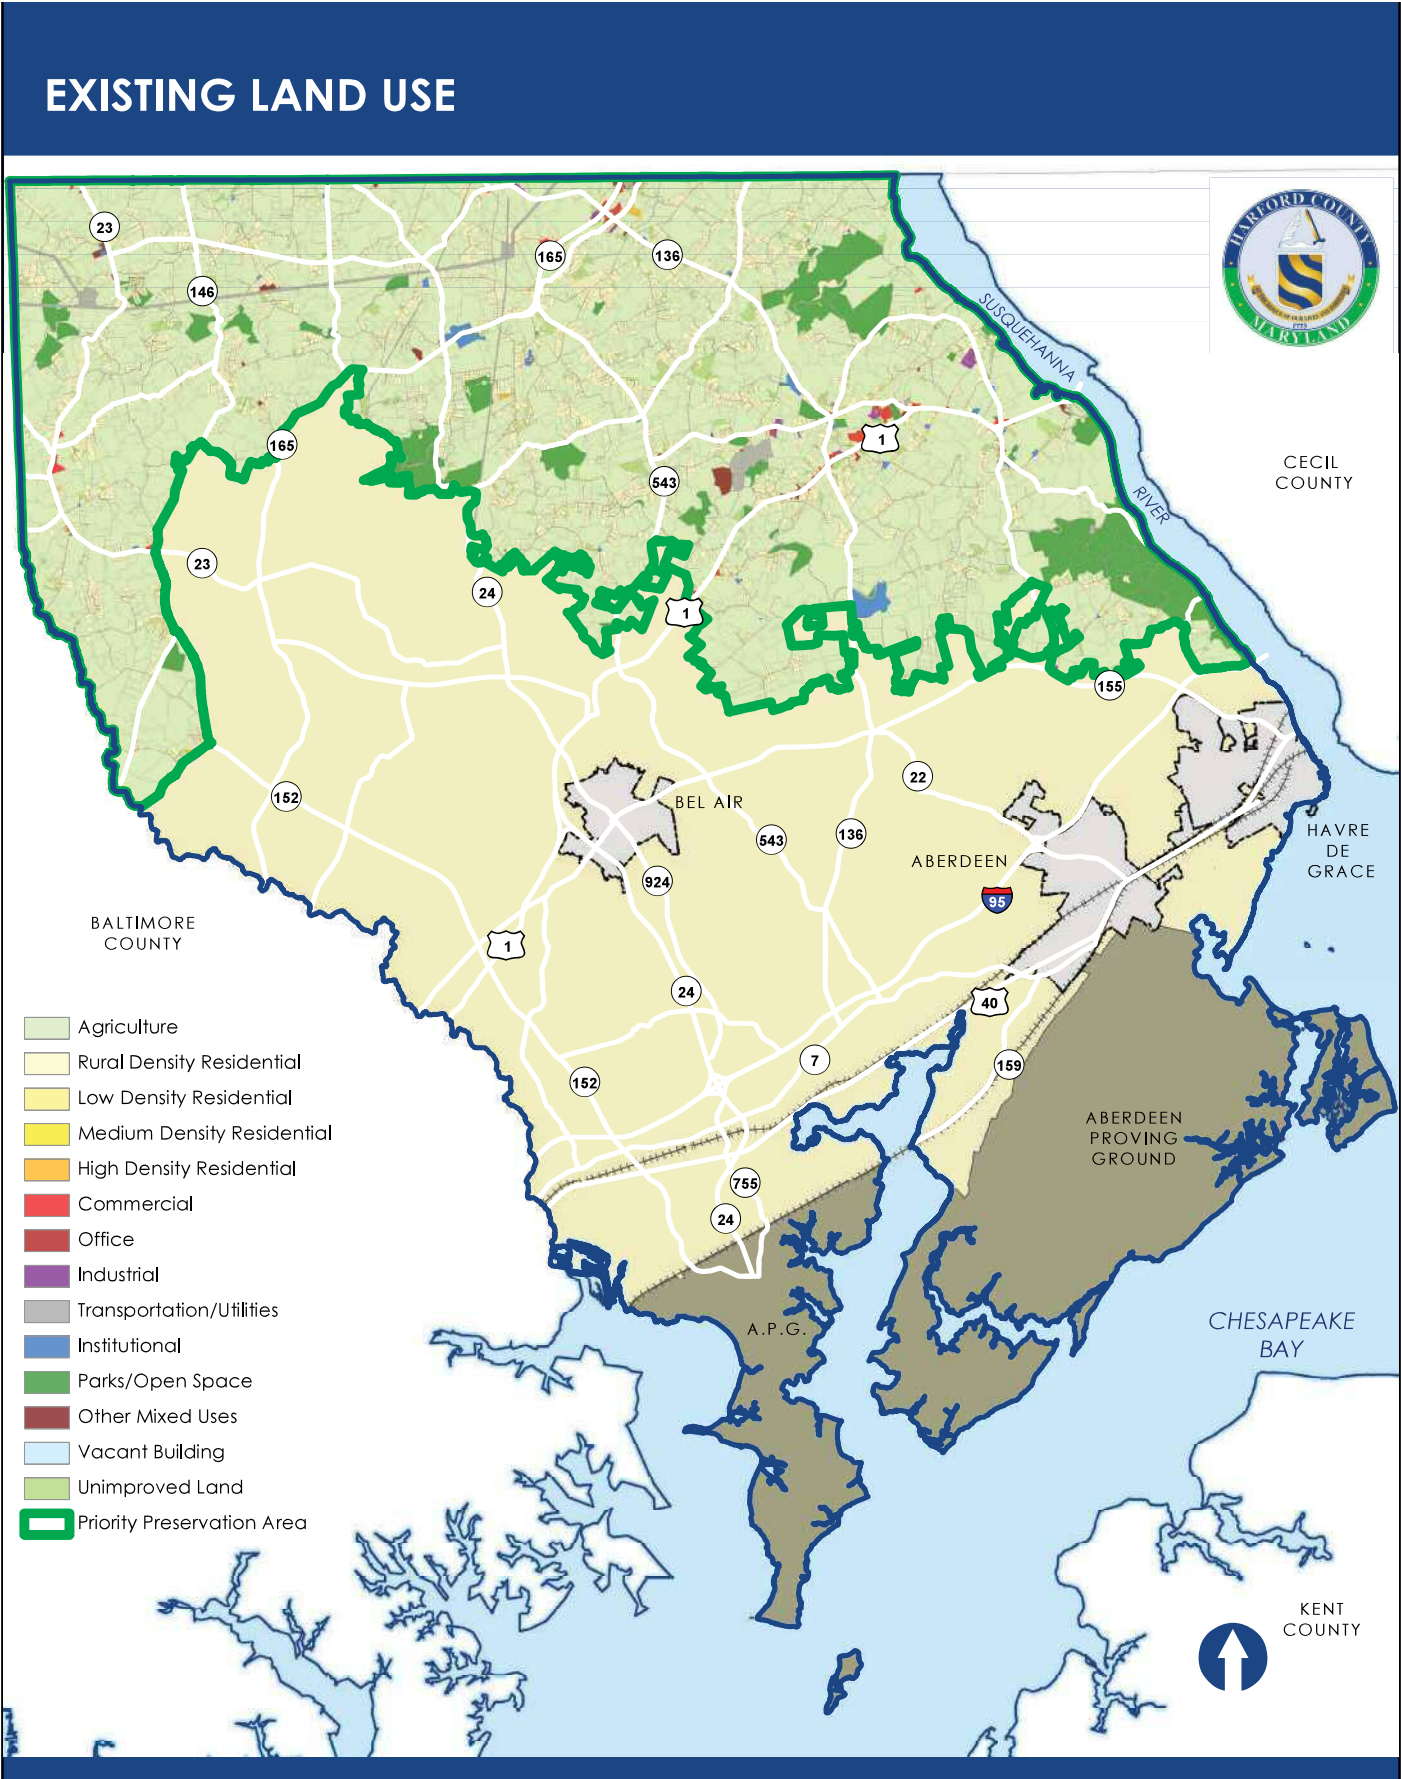 EXISTING LAND USE
HARFORD COUNTY
MARYLAND
23
165
136
146
SUSQUEHANNA
165
1
CECIL
COUNTY
543
RIVER
23
24
1
155
152
22
BEL AIR
543
136
HAVRE
DE
GRACE
ABERDEEN
924
95
BALTIMORE
COUNTY
1
24
40
7
159
152
ABERDEEN
PROVING
GROUND
755
24
A.P.G.
CHESAPEAKE
BAY
Agriculture
Rural Density Residential
Low Density Residential
Medium Density Residential
High Density Residential
Commercial
Office
Industrial
Transportation/Utilities
Institutional
Parks/Open Space
Other Mixed Uses
Vacant Building
Unimproved Land
Priority Preservation Area
KENT
COUNTY